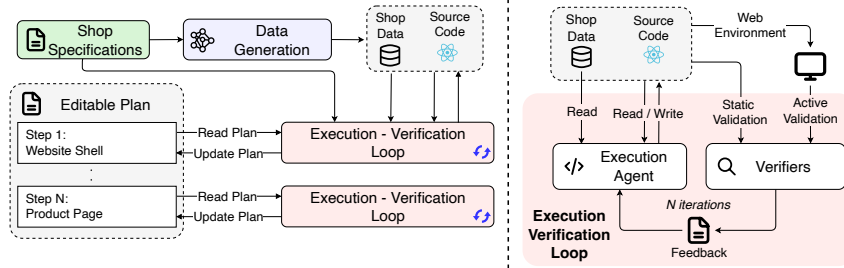 Shop
Specifications
Data
Generation
Shop
Data
Source
Code
Editable Plan
Step 1:
Website Shell
:
Step N:
Product Page
Read Plan
Update Plan
Read Plan
Update Plan
Execution - Verification
Loop
Execution - Verification
Loop
Shop
Data
Source
Code
Web
Environment
Read
Read / Write
Static
Validation
Active
Validation
</> Execution
Agent
Verifiers
N iterations
Feedback
Execution
Verification
Loop